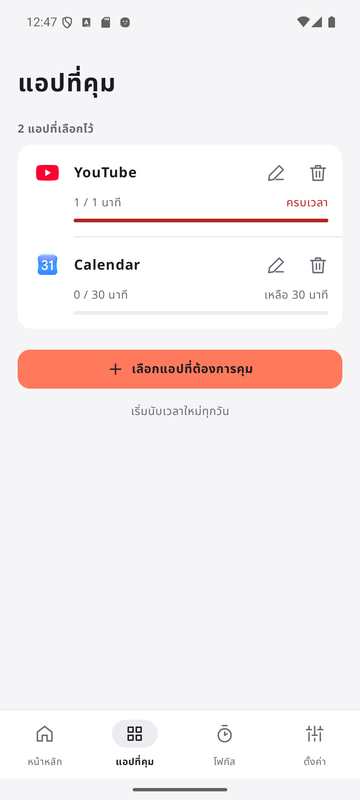 12:47
แอปที่คุม
2 แอปที่เลือกไว้
YouTube
1 / 1 นาที
ครบเวลา
31
Calendar
0 / 30 นาที
เหลือ 30 นาที
เลือกแอปที่ต้องการคุม
เริ่มนับเวลาใหม่ทุกวัน
หน้าหลัก
แอปที่คุม
โฟกัส
ตั้งค่า